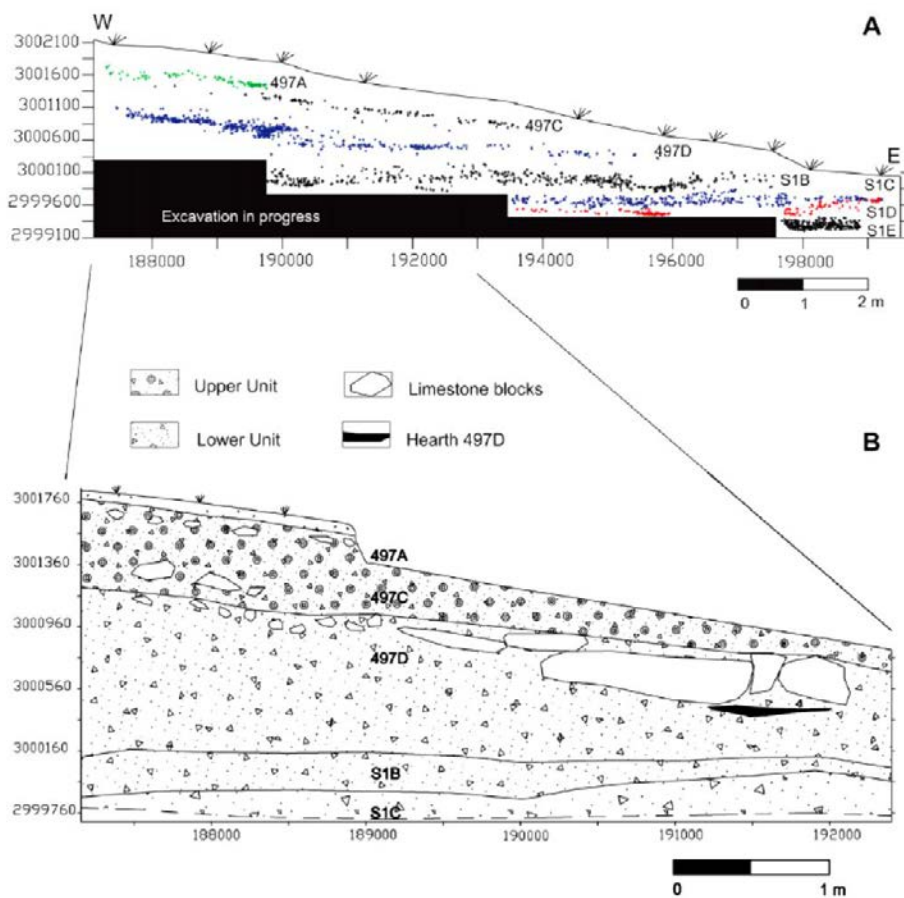 W
A
3002100
3001600
497A
3001100
497C
3000600
497D
E
3000100
S1B
S1C
2999600
S1D
Excavation in progress
2999100
S1E
188000 190000 192000 194000 196000 198000
0 1 2 m
Upper Unit
Limestone blocks
Lower Unit
Hearth 497D
B
3001760
497A
3001360
497C
3000960
497D
3000560
3000160
S1B
2999760
S1C
188000 189000 190000 191000 192000
0 1 m